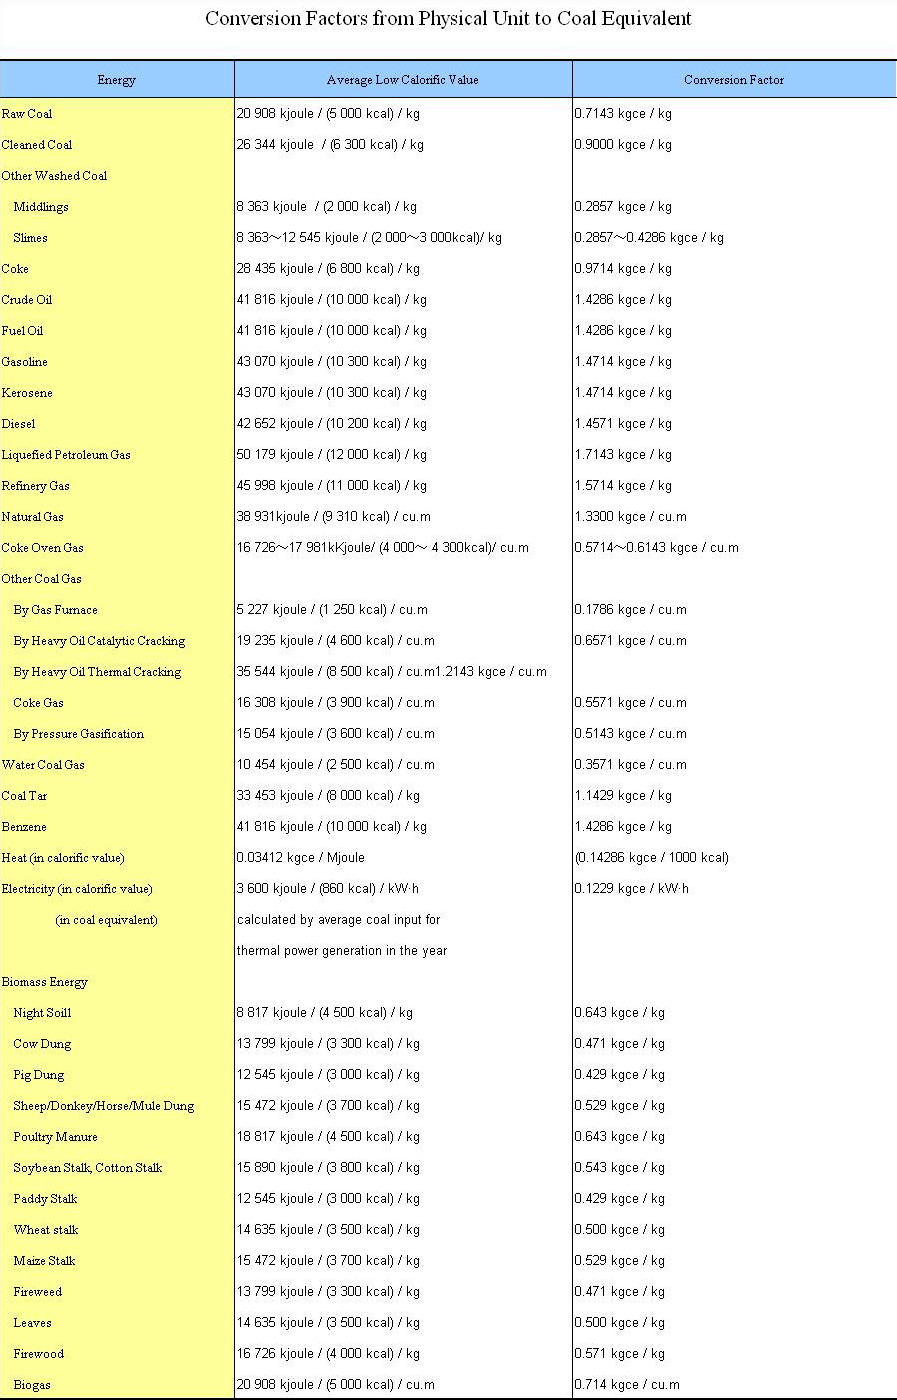 Conversion Factors from Physical Unit to Coal Equivalent
Energy Average Low Calorific Value Conversion Factor
Raw Coal 20 908 kjoule / (5 000 kcal) / kg 0.7143 kgce / kg
Cleaned Coal 26 344 kjoule / (6 300 kcal) / kg 0.9000 kgce / kg
Other Washed Coal
Middlings 8 363 kjoule / (2 000 kcal) / kg 0.2857 kgce / kg
Slimes 8 363～12 545 kjoule / (2 000～3 000kcal)/ kg 0.2857～0.4286 kgce / kg
Coke 28 435 kjoule / (6 800 kcal) / kg 0.9714 kgce / kg
Crude Oil 41 816 kjoule / (10 000 kcal) / kg 1.4286 kgce / kg
Fuel Oil 41 816 kjoule / (10 000 kcal) / kg 1.4286 kgce / kg
Gasoline 43 070 kjoule / (10 300 kcal) / kg 1.4714 kgce / kg
Kerosene 43 070 kjoule / (10 300 kcal) / kg 1.4714 kgce / kg
Diesel 42 652 kjoule / (10 200 kcal) / kg 1.4571 kgce / kg
Liquefied Petroleum Gas 50 179 kjoule / (12 000 kcal) / kg 1.7143 kgce / kg
Refinery Gas 45 998 kjoule / (11 000 kcal) / kg 1.5714 kgce / kg
Natural Gas 38 931kjoule / (9 310 kcal) / cu.m 1.3300 kgce / cu.m
Coke Oven Gas 16 726～17 981kKjoule/ (4 000～ 4 300kcal)/ cu.m 0.5714～0.6143 kgce / cu.m
Other Coal Gas
By Gas Furnace 5 227 kjoule / (1 250 kcal) / cu.m 0.1786 kgce / cu.m
By Heavy Oil Catalytic Cracking 19 235 kjoule / (4 600 kcal) / cu.m 0.6571 kgce / cu.m
By Heavy Oil Thermal Cracking 35 544 kjoule / (8 500 kcal) / cu.m1.2143 kgce / cu.m
Coke Gas 16 308 kjoule / (3 900 kcal) / cu.m 0.5571 kgce / cu.m
By Pressure Gasification 15 054 kjoule / (3 600 kcal) / cu.m 0.5143 kgce / cu.m
Water Coal Gas 10 454 kjoule / (2 500 kcal) / cu.m 0.3571 kgce / cu.m
Coal Tar 33 453 kjoule / (8 000 kcal) / kg 1.1429 kgce / kg
Benzene 41 816 kjoule / (10 000 kcal) / kg 1.4286 kgce / kg
Heat (in calorific value) 0.03412 kgce / Mjoule (0.14286 kgce / 1000 kcal)
Electricity (in calorific value) 3 600 kjoule / (860 kcal) / kW·h 0.1229 kgce / kW·h
(in coal equivalent) calculated by average coal input for
thermal power generation in the year
Biomass Energy
Night Soill 8 817 kjoule / (4 500 kcal) / kg 0.643 kgce / kg
Cow Dung 13 799 kjoule / (3 300 kcal) / kg 0.471 kgce / kg
Pig Dung 12 545 kjoule / (3 000 kcal) / kg 0.429 kgce / kg
Sheep/Donkey/Horse/Mule Dung 15 472 kjoule / (3 700 kcal) / kg 0.529 kgce / kg
Poultry Manure 18 817 kjoule / (4 500 kcal) / kg 0.643 kgce / kg
Soybean Stalk, Cotton Stalk 15 890 kjoule / (3 800 kcal) / kg 0.543 kgce / kg
Paddy Stalk 12 545 kjoule / (3 000 kcal) / kg 0.429 kgce / kg
Wheat stalk 14 635 kjoule / (3 500 kcal) / kg 0.500 kgce / kg
Maize Stalk 15 472 kjoule / (3 700 kcal) / kg 0.529 kgce / kg
Fireweed 13 799 kjoule / (3 300 kcal) / kg 0.471 kgce / kg
Leaves 14 635 kjoule / (3 500 kcal) / kg 0.500 kgce / kg
Firewood 16 726 kjoule / (4 000 kcal) / kg 0.571 kgce / kg
Biogas 20 908 kjoule / (5 000 kcal) / cu.m 0.714 kgce / cu.m